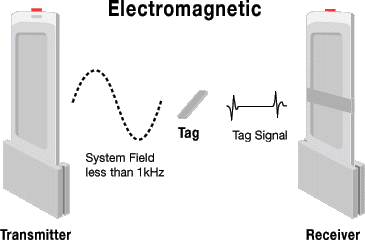 Electromagnetic
System Field
less than 1kHz
Tag
Tag Signal
Transmitter
Receiver